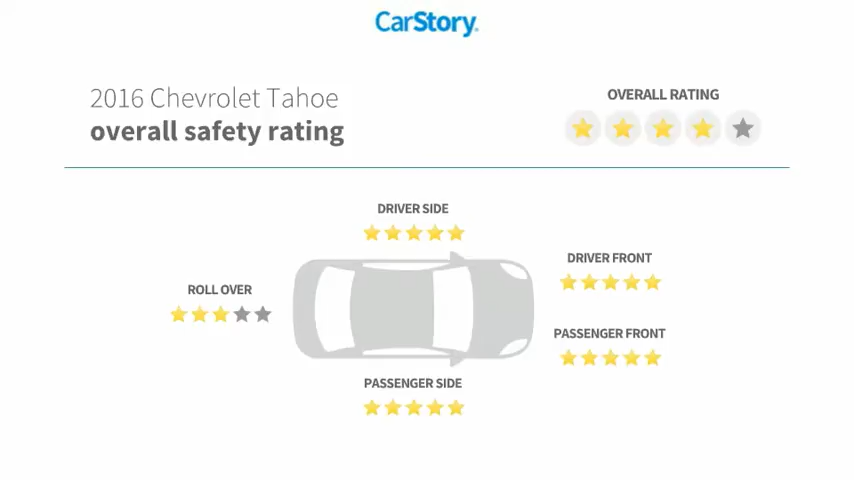 CarStory.
2016 Chevrolet Tahoe
overall safety rating
OVERALL RATING
DRIVER SIDE
DRIVER FRONT
ROLL OVER
PASSENGER FRONT
PASSENGER SIDE